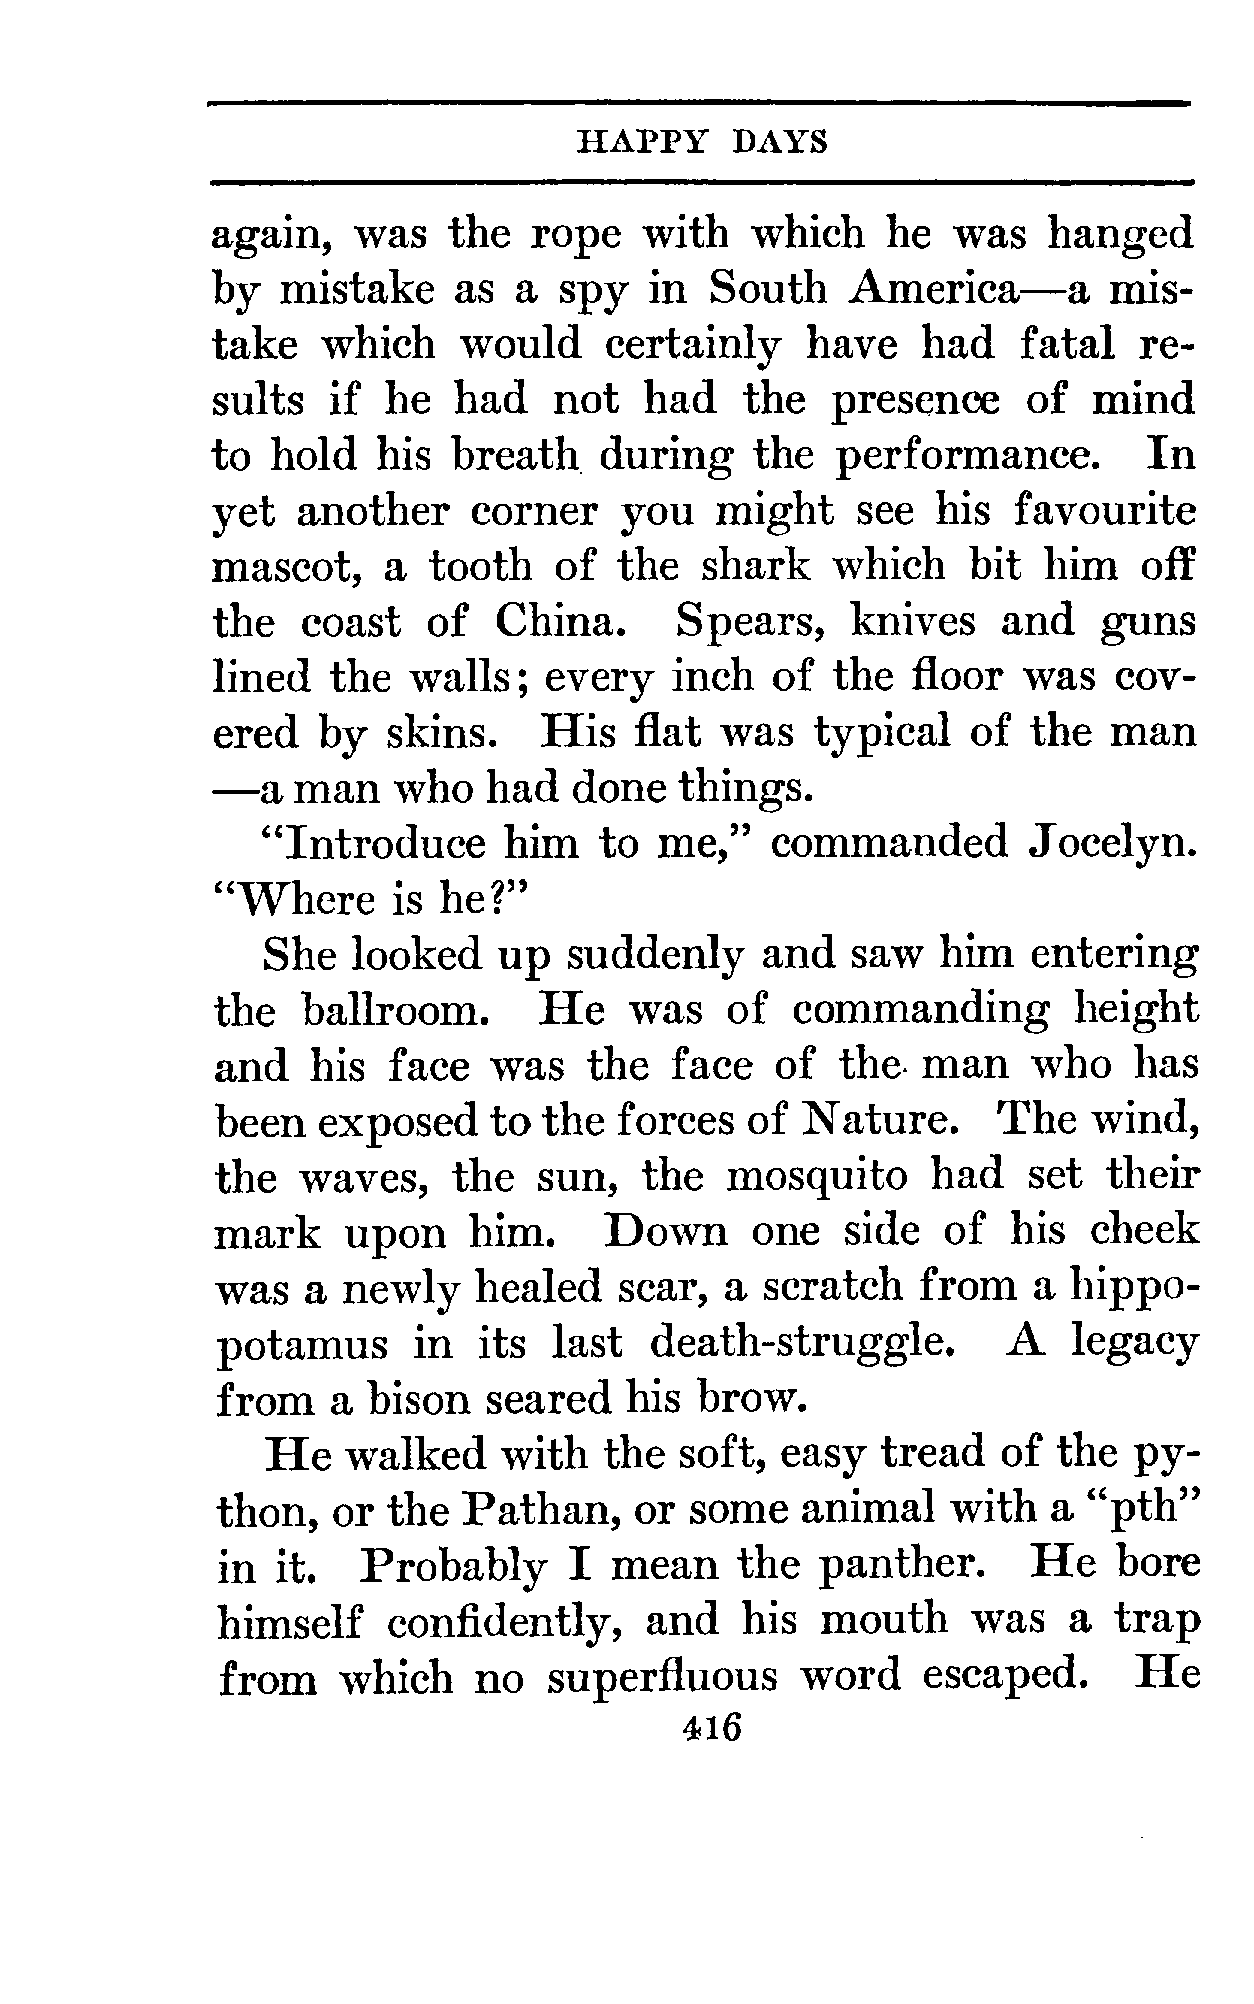 HAPPY DAYS
again, was the rope with which he was hanged
by mistake as a spy in South America—a mis-
take which would certainly have had fatal re-
sults if he had not had the presence of mind
to hold his breath during the performance. In
yet another corner you might see his favourite
mascot, a tooth of the shark which bit him off
the coast of China. Spears, knives and guns
lined the walls; every inch of the floor was cov-
ered by skins. His flat was typical of the man
—a man who had done things.
"Introduce him to me," commanded Jocelyn.
"Where is he?"
She looked up suddenly and saw him entering
the ballroom. He was of commanding height
and his face was the face of the man who has
been exposed to the forces of Nature. The wind,
the waves, the sun, the mosquito had set their
mark upon him. Down one side of his cheek
was a newly healed scar, a scratch from a hippo-
potamus in its last death-struggle. A legacy
from a bison seared his brow.
He walked with the soft, easy tread of the py-
thon, or the Pathan, or some animal with a "pth"
in it. Probably I mean the panther. He bore
himself confidently, and his mouth was a trap
from which no superfluous word escaped. He
416